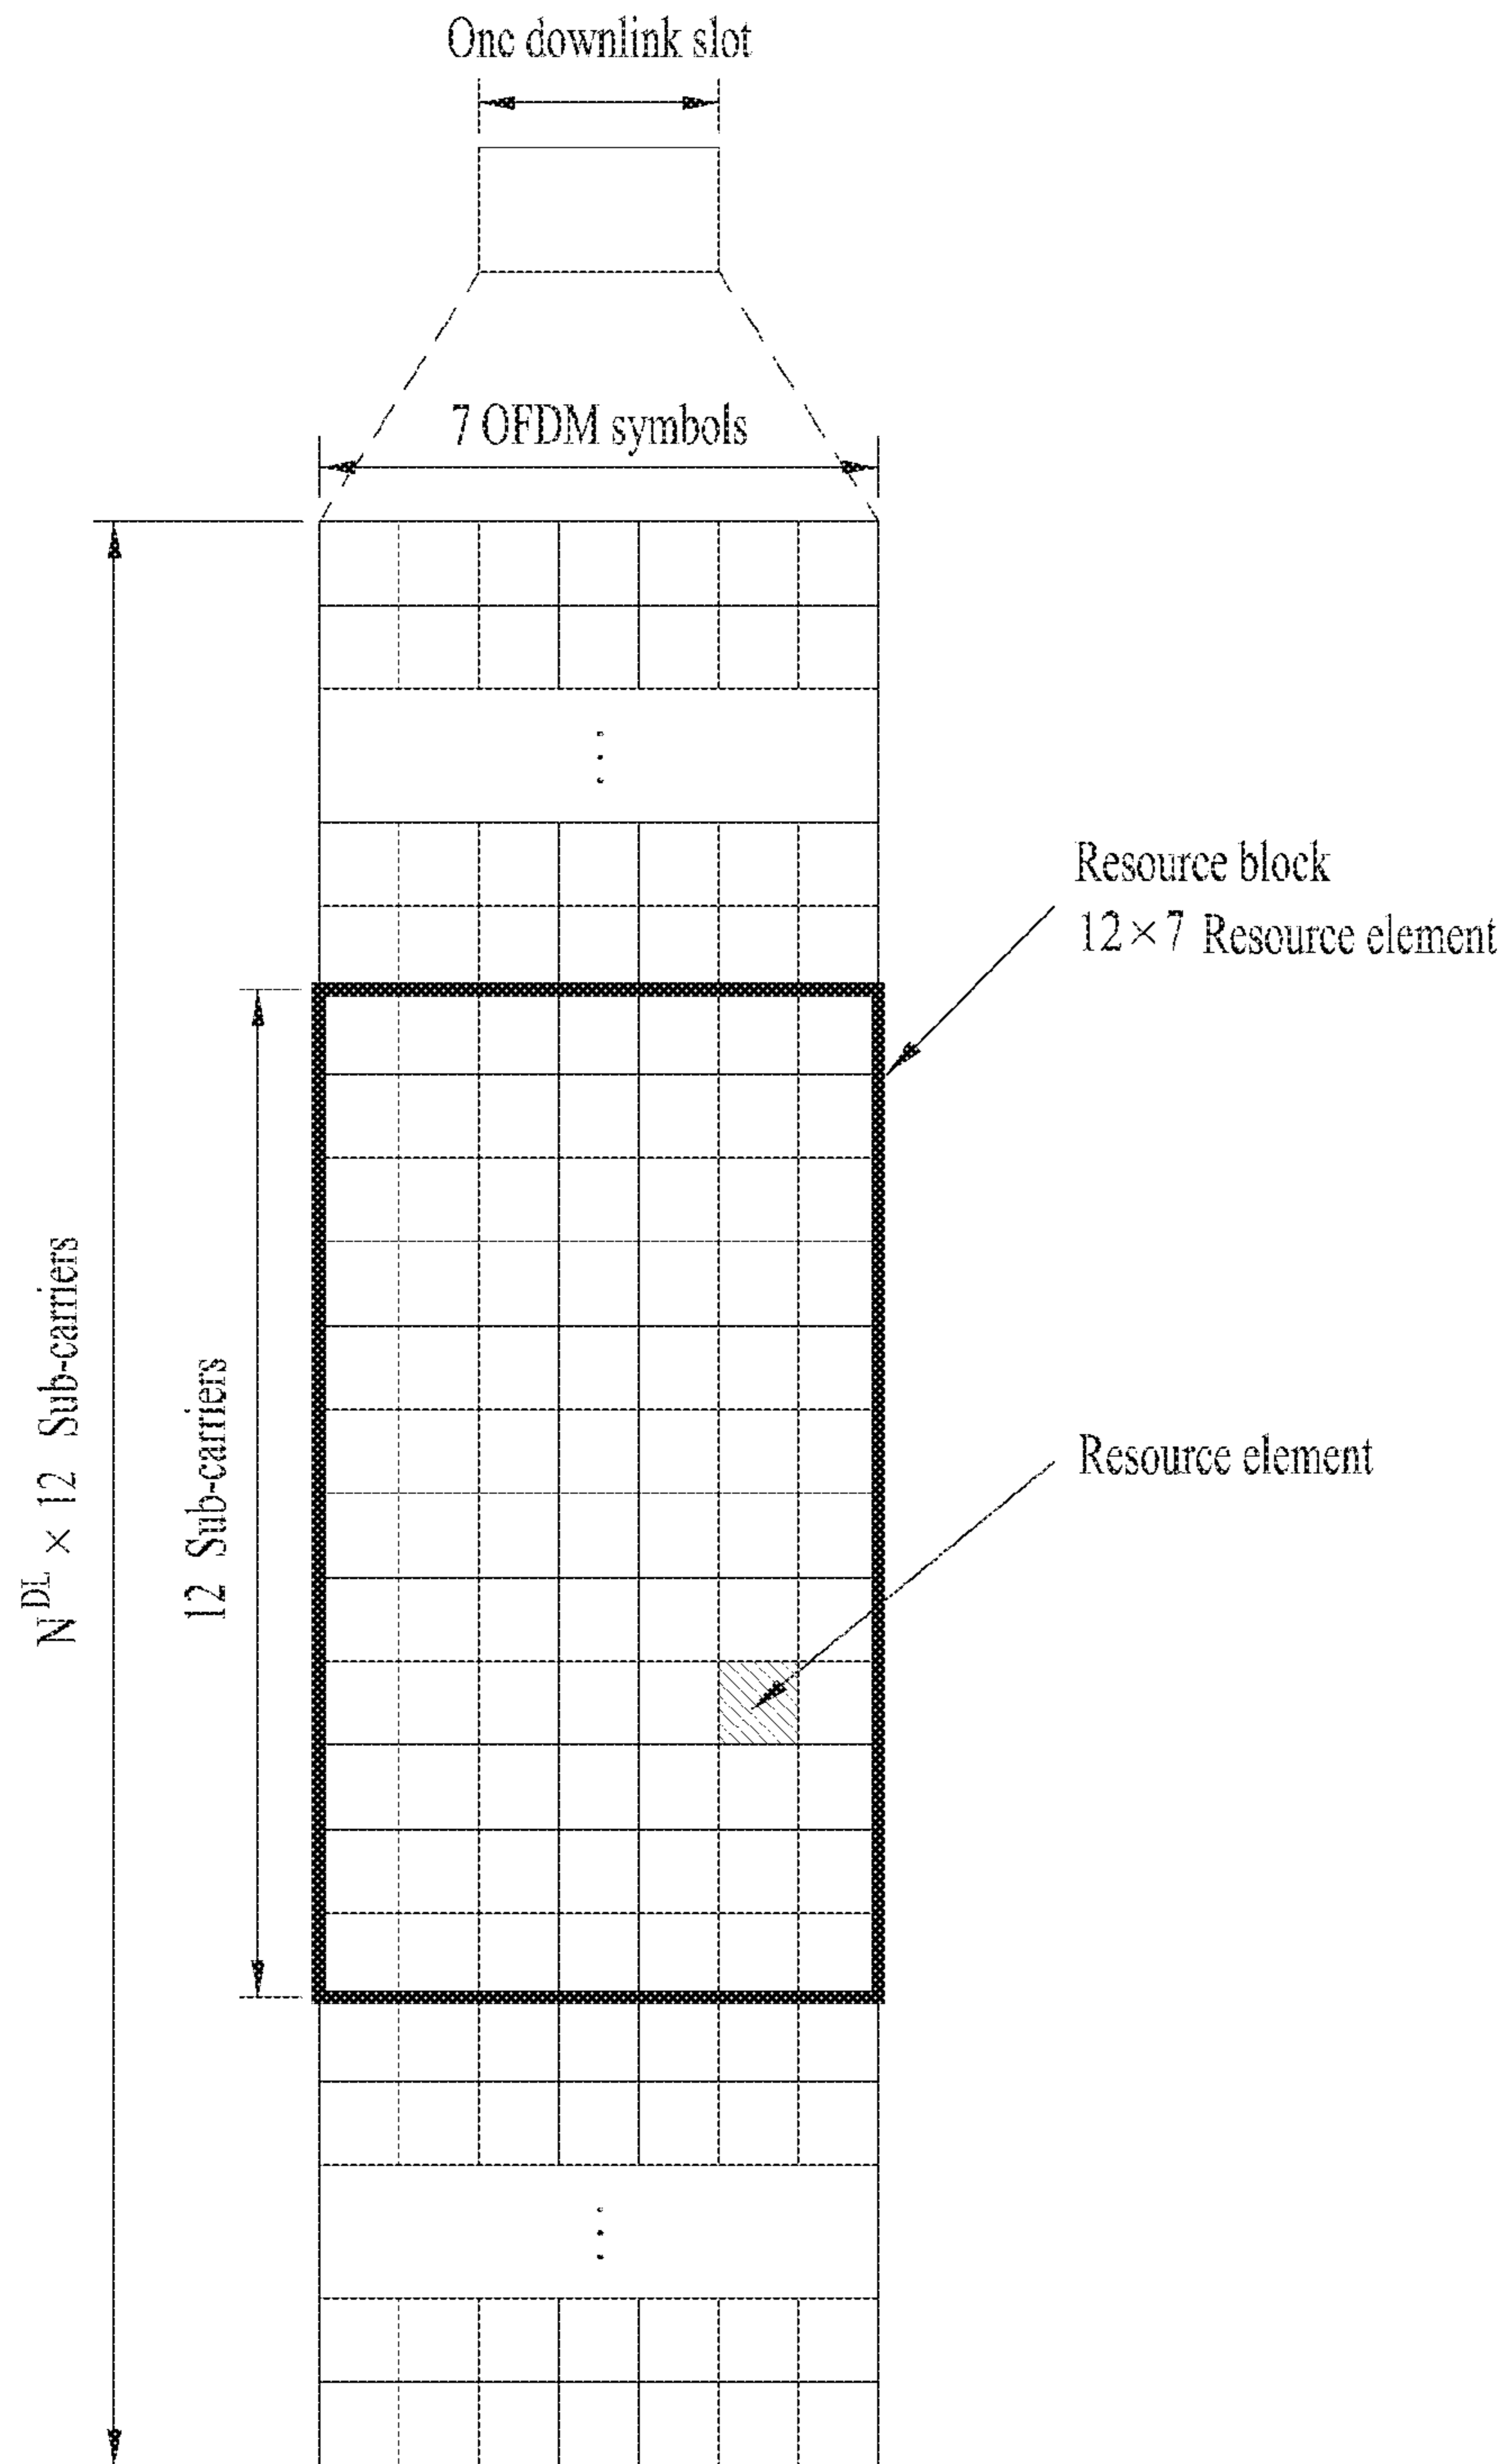 One downlink slot
7 OFDM symbols
Resource block
12×7 Resource element
N^DL × 12 Sub-carriers
12 Sub-carriers
Resource element